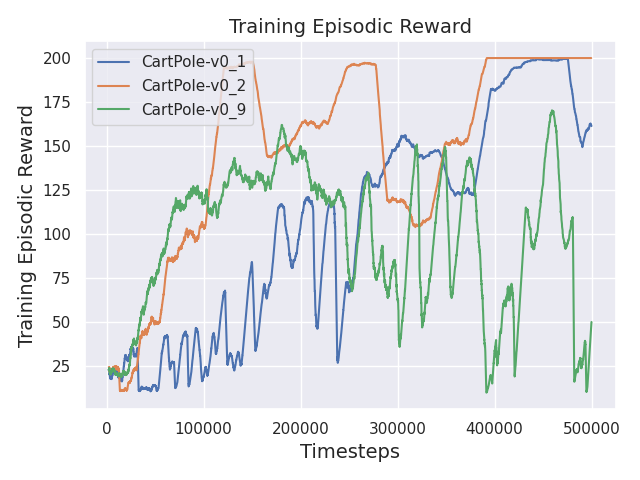 Training Episodic Reward
200
175
150
125
100
75
50
25
Training Episodic Reward
CartPole-v0_1
CartPole-v0_2
CartPole-v0_9
0
100000
200000
300000
400000
500000
Timesteps